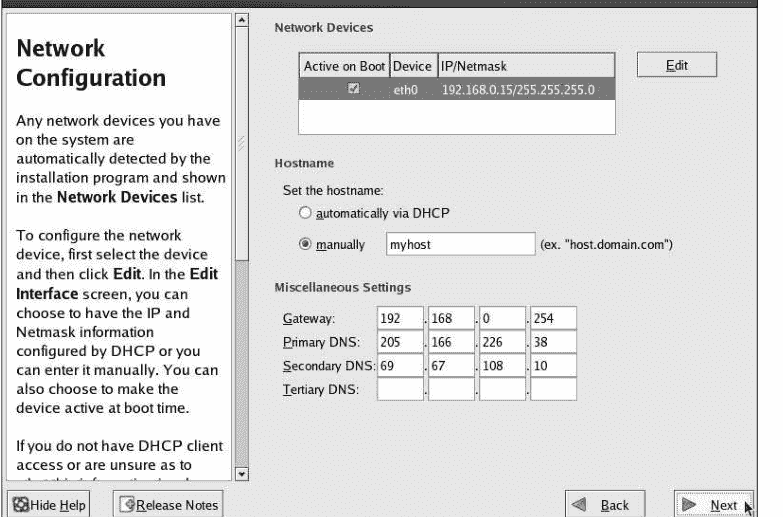 Network
Configuration
Any network devices you have
on the system are
automatically detected by the
installation program and shown
in the Network Devices list.
To configure the network
device, first select the device
and then click Edit. In the Edit
Interface screen, you can
choose to have the IP and
Netmask information
configured by DHCP or you
can enter it manually. You can
also choose to make the
device active at boot time.
If you do not have DHCP client
access or are unsure as to
Hide Help
Release Notes
Network Devices
Active on Boot Device IP/Netmask
eth0 192.168.0.15/255.255.255.0
Edit
Hostname
Set the hostname:
automatically via DHCP
manually myhost (ex. "host.domain.com")
Miscellaneous Settings
Gateway: 192 . 168 . 0 . 254
Primary DNS: 205 . 166 . 226 . 38
Secondary DNS: 69 . 67 . 108 . 10
Tertiary DNS: . . .
Back
Next